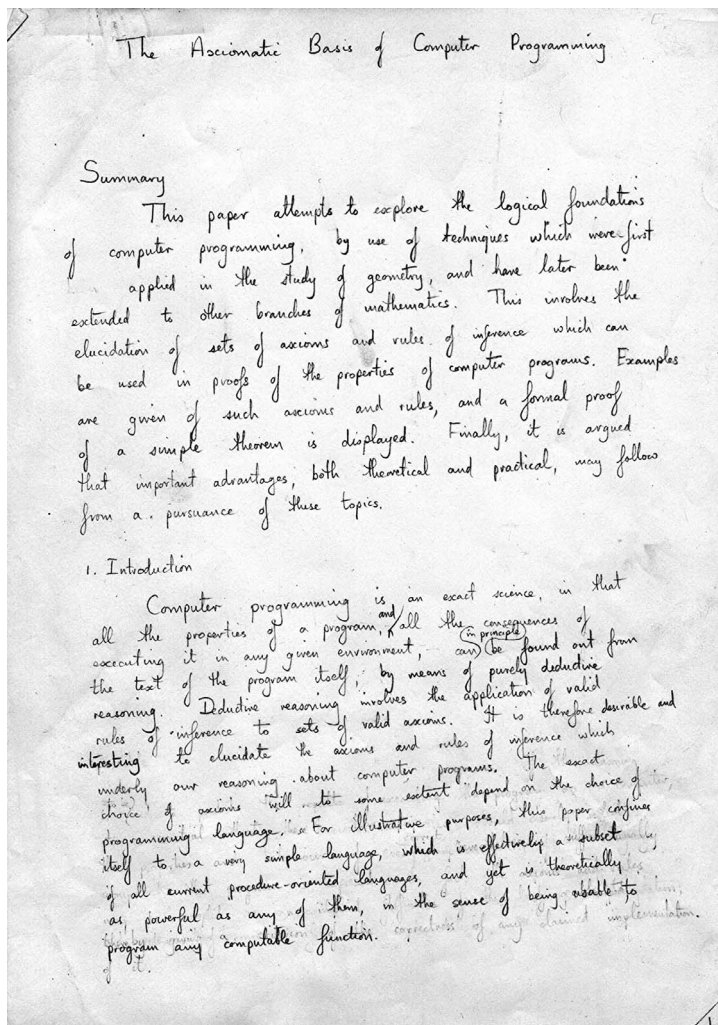 The Axiomatic Basis of Computer Programming
Summary
This paper attempts to explore the logical foundations
of computer programming, by use of techniques which were first
applied in the study of geometry, and have later been
extended to other branches of mathematics. This involves the
elucidation of sets of axioms and rules of inference which can
be used in proofs of the properties of computer programs. Examples
are given of such axioms and rules, and a formal proof
of a simple theorem is displayed. Finally, it is argued
that important advantages, both theoretical and practical, may follow
from a pursuance of these topics.
1. Introduction
Computer programming is an exact science, in that
all the properties of a program, and all the consequences of
executing it in any given environment, can in principle be found out from
the text of the program itself, by means of purely deductive
reasoning. Deductive reasoning involves the application of valid
rules of inference to sets of valid axioms. It is therefore desirable and
interesting to elucidate the axioms and rules of inference which
underly our reasoning about computer programs. The exact
choice of axioms will to some extent depend on the choice of
programming language. For illustrative purposes, this paper confines
itself to a very simple language, which is effectively a subset
of all current procedure-oriented languages, and yet is theoretically
as powerful as any of them, in the sense of being usable to
program any computable function.
correctness of any claimed implementation.
of it.